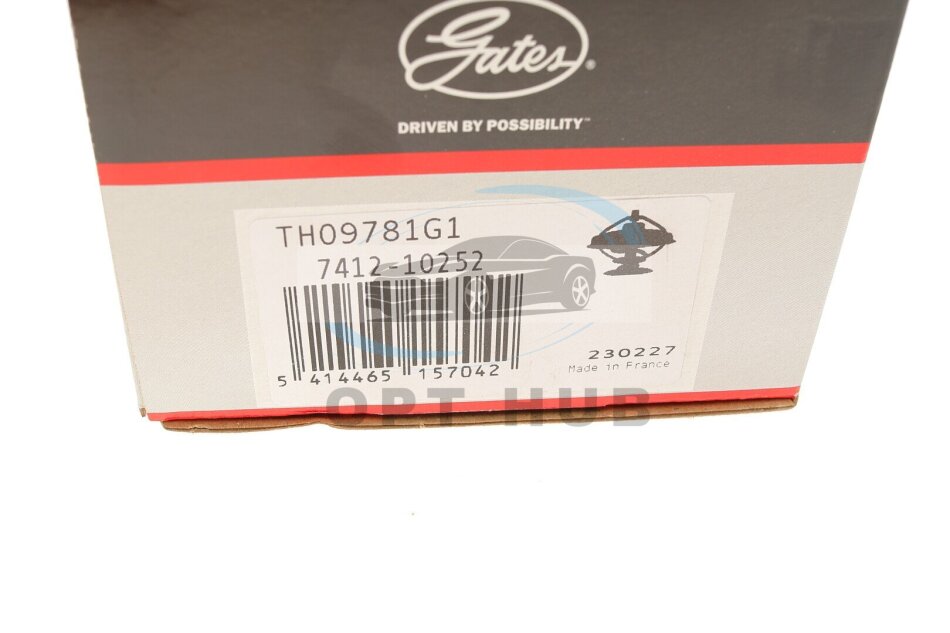 Gates®
DRIVEN BY POSSIBILITY™
TH09781G1
7412-10252
5 414465 157042
230227
Made in France
OPT HUB